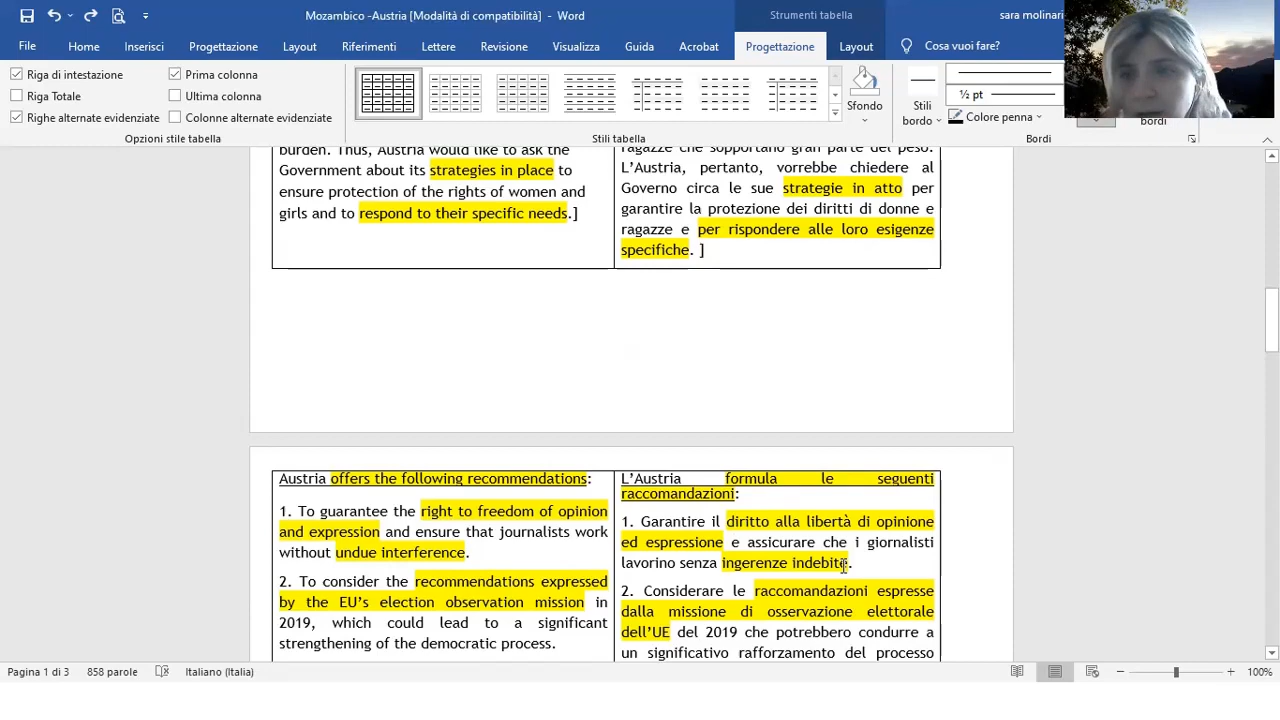 Mozambico -Austria [Modalità di compatibilità] - Word
Strumenti tabella
sara molinari
File
Home
Inserisci
Progettazione
Layout
Riferimenti
Lettere
Revisione
Visualizza
Guida
Acrobat
Progettazione
Layout
Cosa vuoi fare?
Riga di intestazione
Prima colonna
Riga Totale
Ultima colonna
Righe alternate evidenziate
Colonne alternate evidenziate
Opzioni stile tabella
Stili tabella
Sfondo
Stili
bordo
½ pt
Colore penna
bordi
Bordi
burden. Thus, Austria would like to ask the
Government about its strategies in place to
ensure protection of the rights of women and
girls and to respond to their specific needs.]
ragazze che sopportano gran parte del peso.
L’Austria, pertanto, vorrebbe chiedere al
Governo circa le sue strategie in atto per
garantire la protezione dei diritti di donne e
ragazze e per rispondere alle loro esigenze
specifiche. ]
Austria offers the following recommendations:
1. To guarantee the right to freedom of opinion
and expression and ensure that journalists work
without undue interference.
2. To consider the recommendations expressed
by the EU’s election observation mission in
2019, which could lead to a significant
strengthening of the democratic process.
L’Austria formula le seguenti
raccomandazioni:
1. Garantire il diritto alla libertà di opinione
ed espressione e assicurare che i giornalisti
lavorino senza ingerenze indebite.
2. Considerare le raccomandazioni espresse
dalla missione di osservazione elettorale
dell’UE del 2019 che potrebbero condurre a
un significativo rafforzamento del processo
Pagina 1 di 3
858 parole
Italiano (Italia)
100%